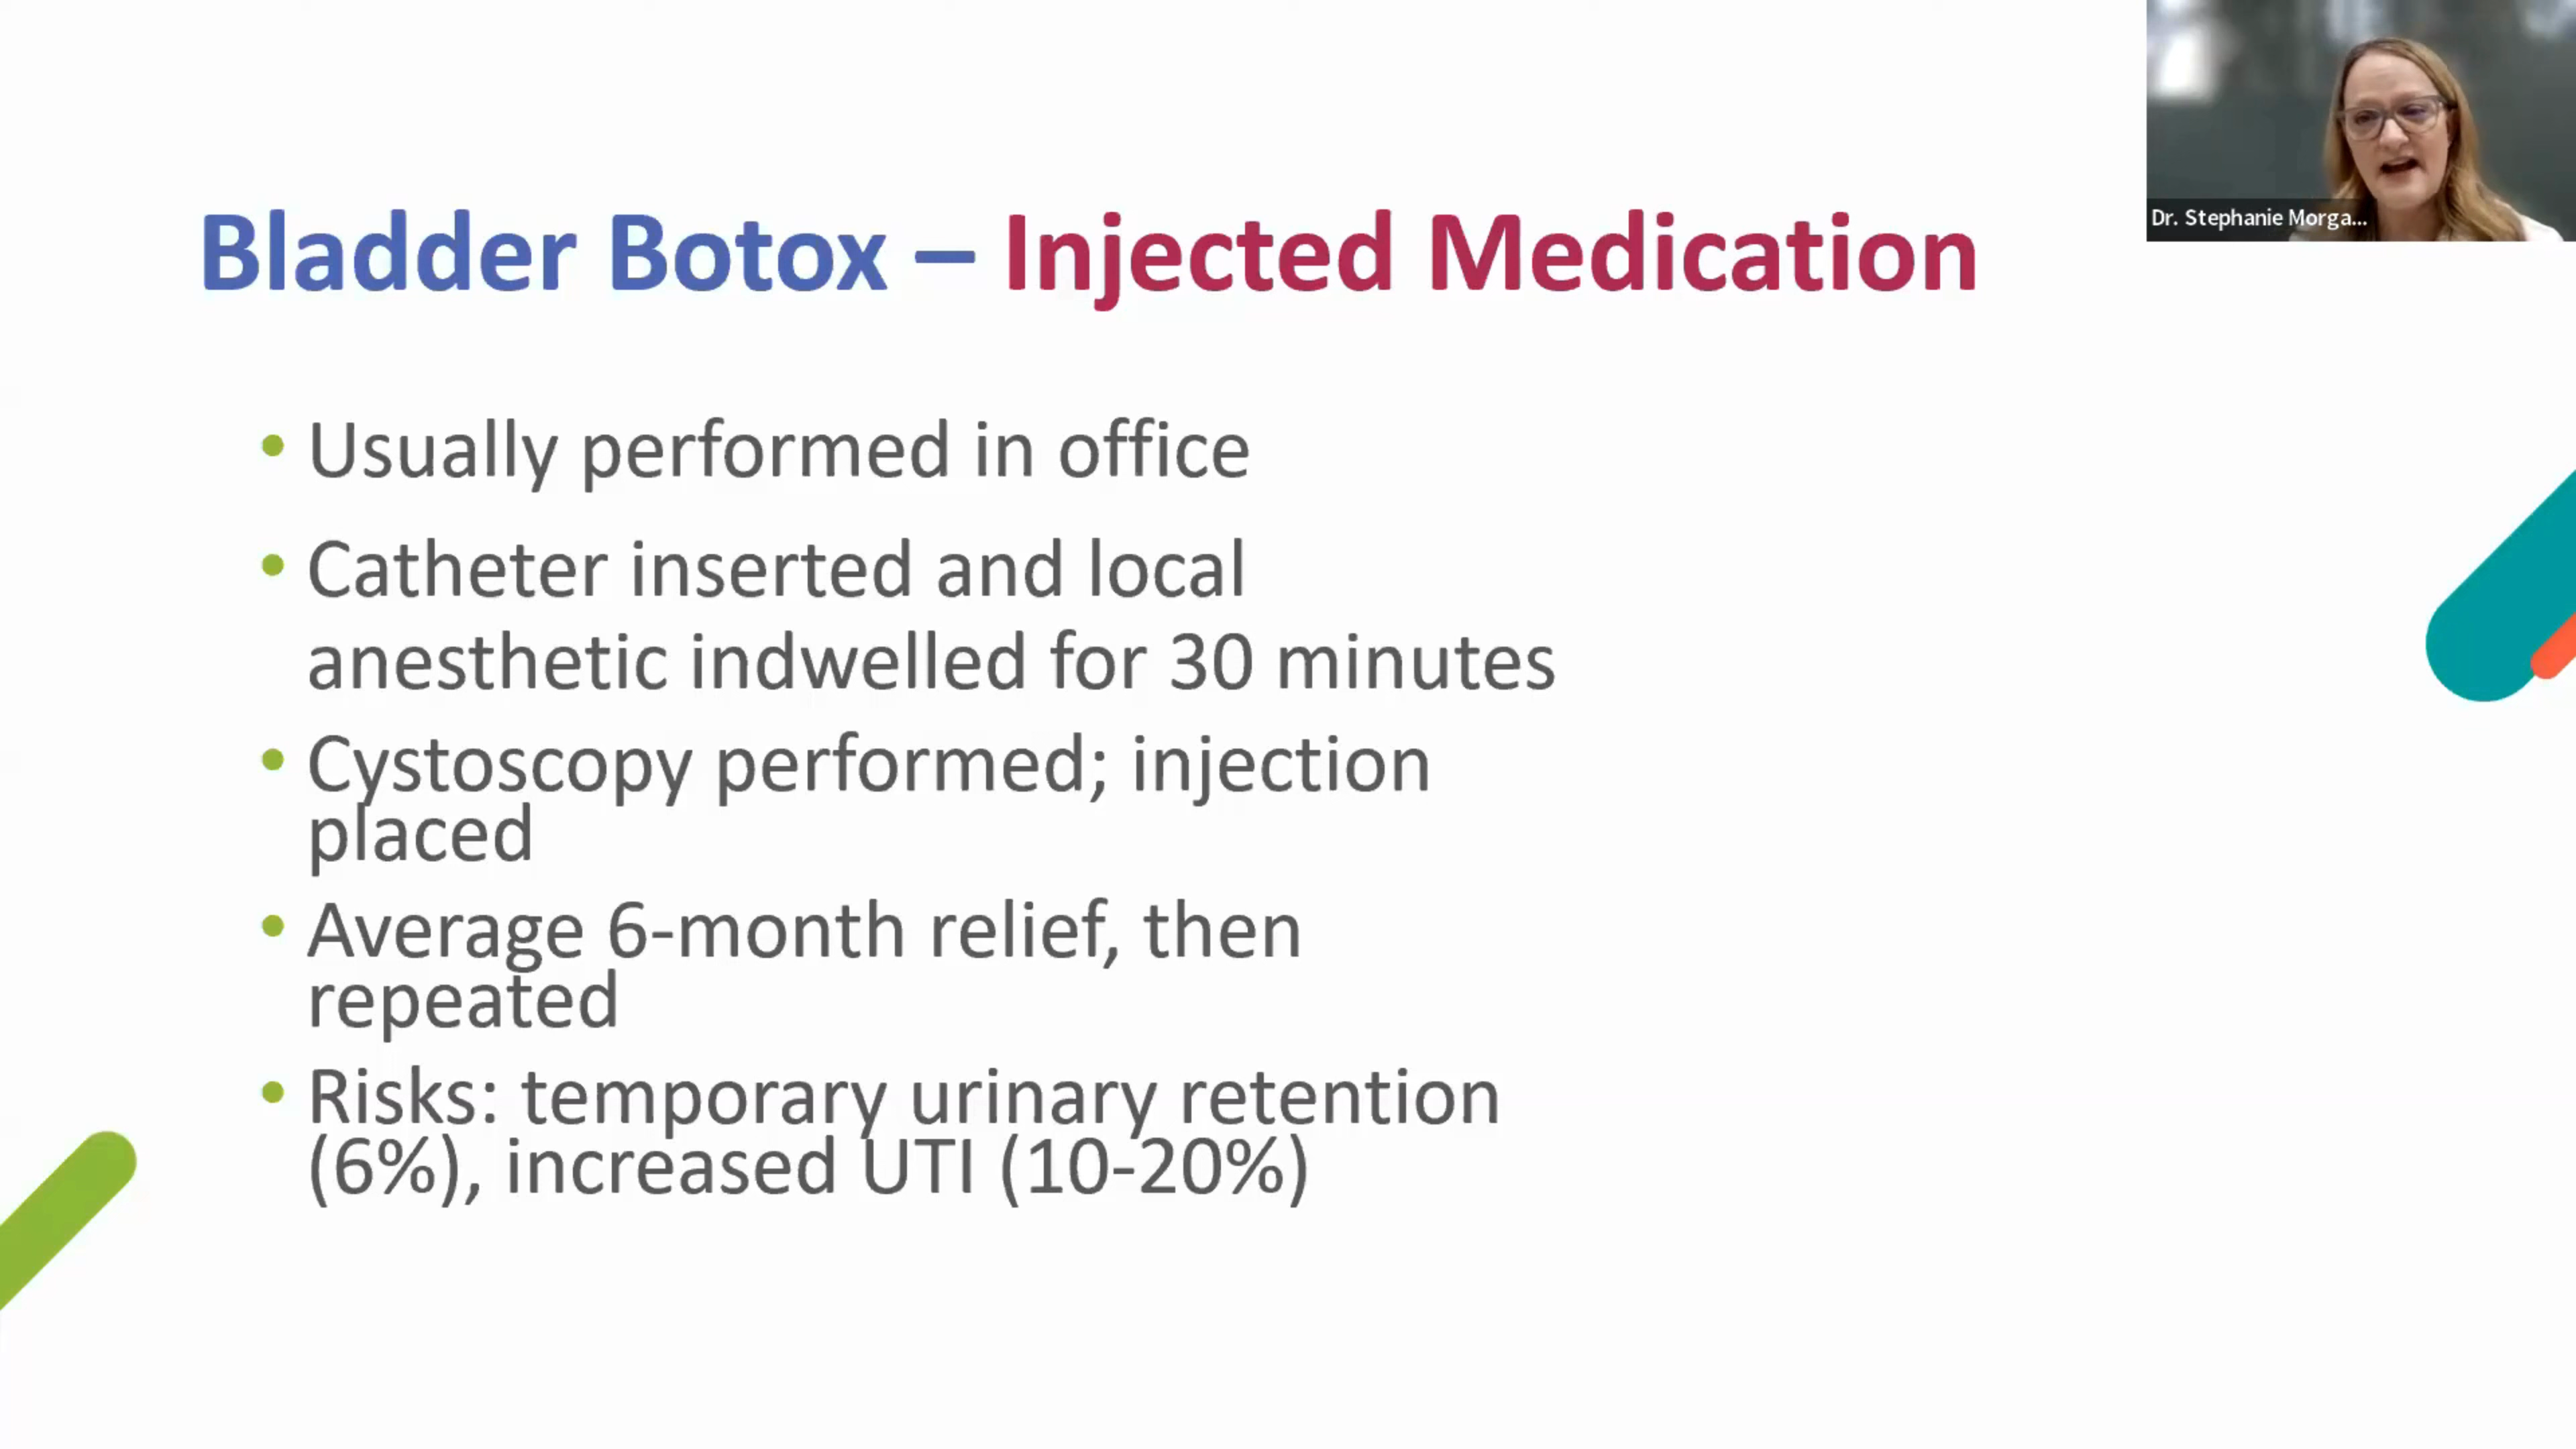 Bladder Botox – Injected Medication
Dr. Stephanie Morga...
• Usually performed in office
• Catheter inserted and local
anesthetic indwelled for 30 minutes
• Cystoscopy performed; injection
placed
• Average 6-month relief, then
repeated
• Risks: temporary urinary retention
(6%), increased UTI (10-20%)